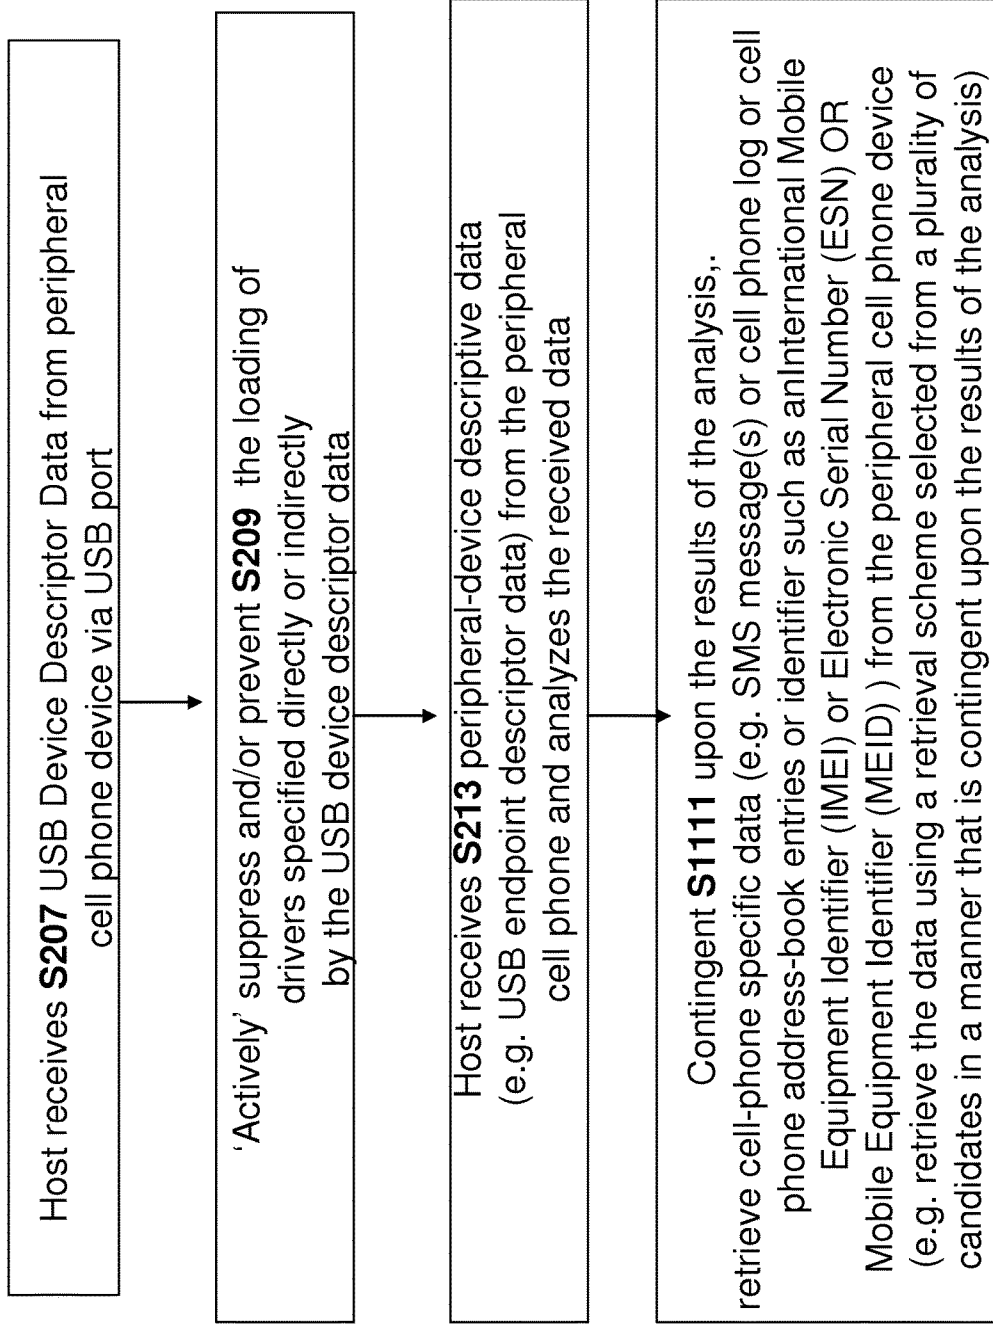 Host receives S207 USB Device Descriptor Data from peripheral
cell phone device via USB port
'Actively' suppress and/or prevent S209 the loading of
drivers specified directly or indirectly
by the USB device descriptor data
Host receives S213 peripheral-device descriptive data
(e.g. USB endpoint descriptor data) from the peripheral
cell phone and analyzes the received data
Contingent S1111 upon the results of the analysis,.
retrieve cell-phone specific data (e.g. SMS message(s) or cell phone log or cell
phone address-book entries or identifier such as anInternational Mobile
Equipment Identifier (IMEI) or Electronic Serial Number (ESN) OR
Mobile Equipment Identifier (MEID) ) from the peripheral cell phone device
(e.g. retrieve the data using a retrieval scheme selected from a plurality of
candidates in a manner that is contingent upon the results of the analysis)